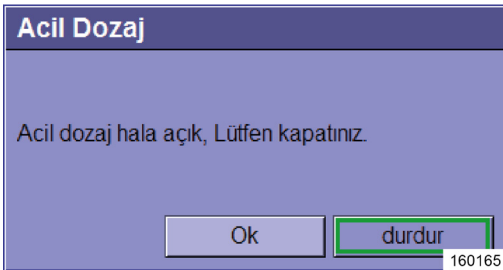 Acil Dozaj
Acil dozaj hala açık, Lütfen kapatınız.
Ok
durdur
160165